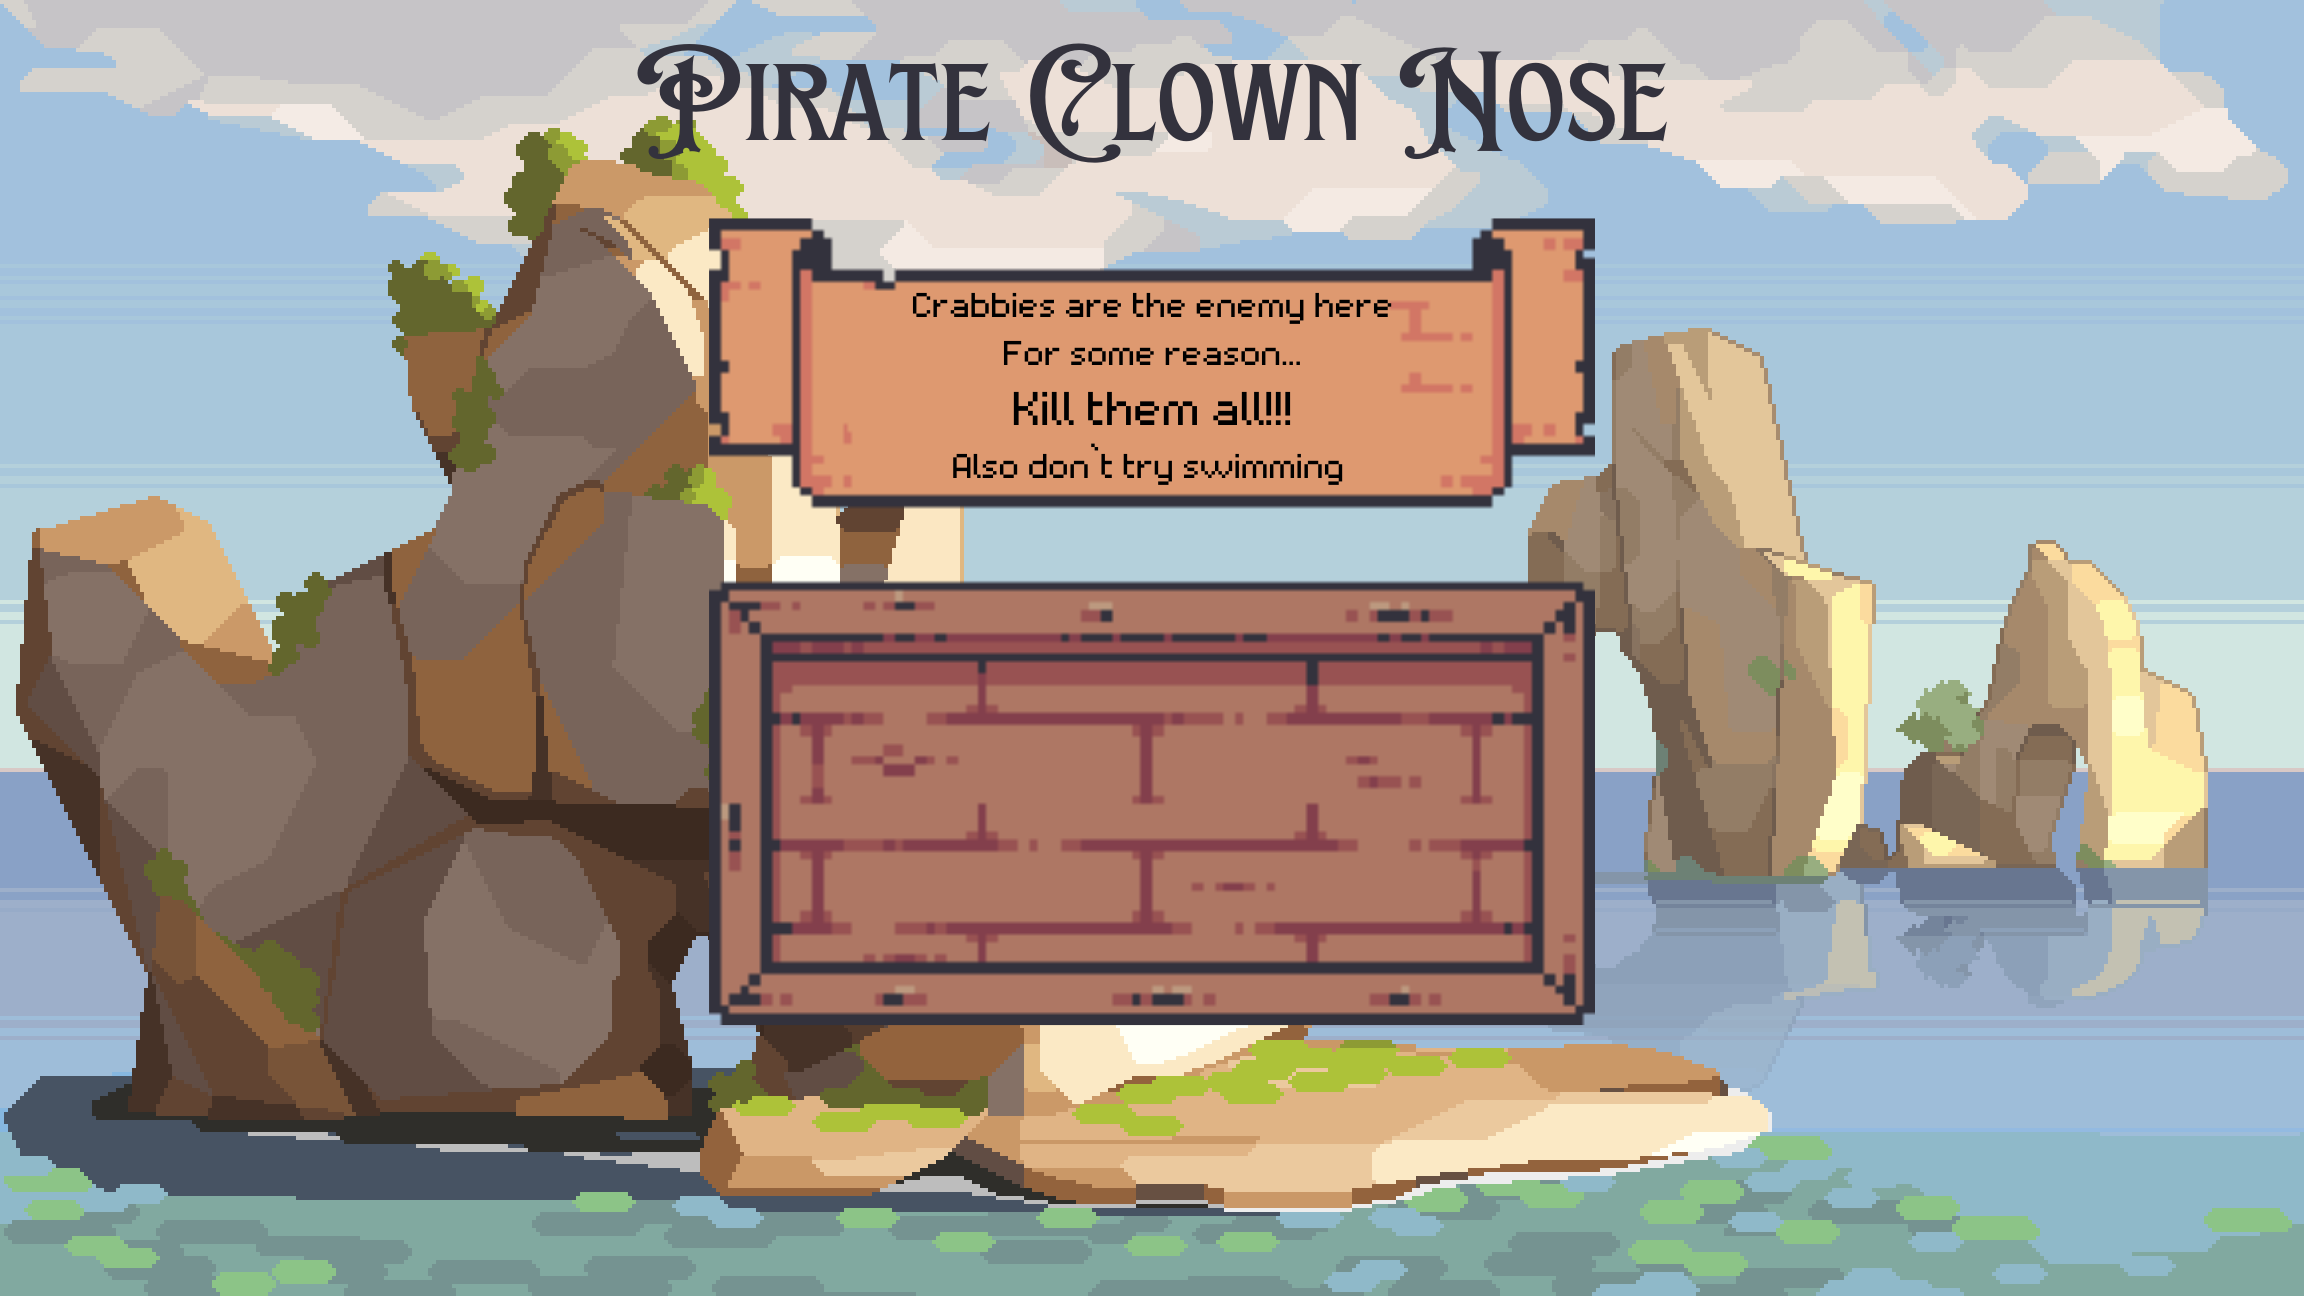 Pirate Clown Nose
Crabbies are the enemy here
For some reason...
Kill them all!!!
Also don`t try swimming